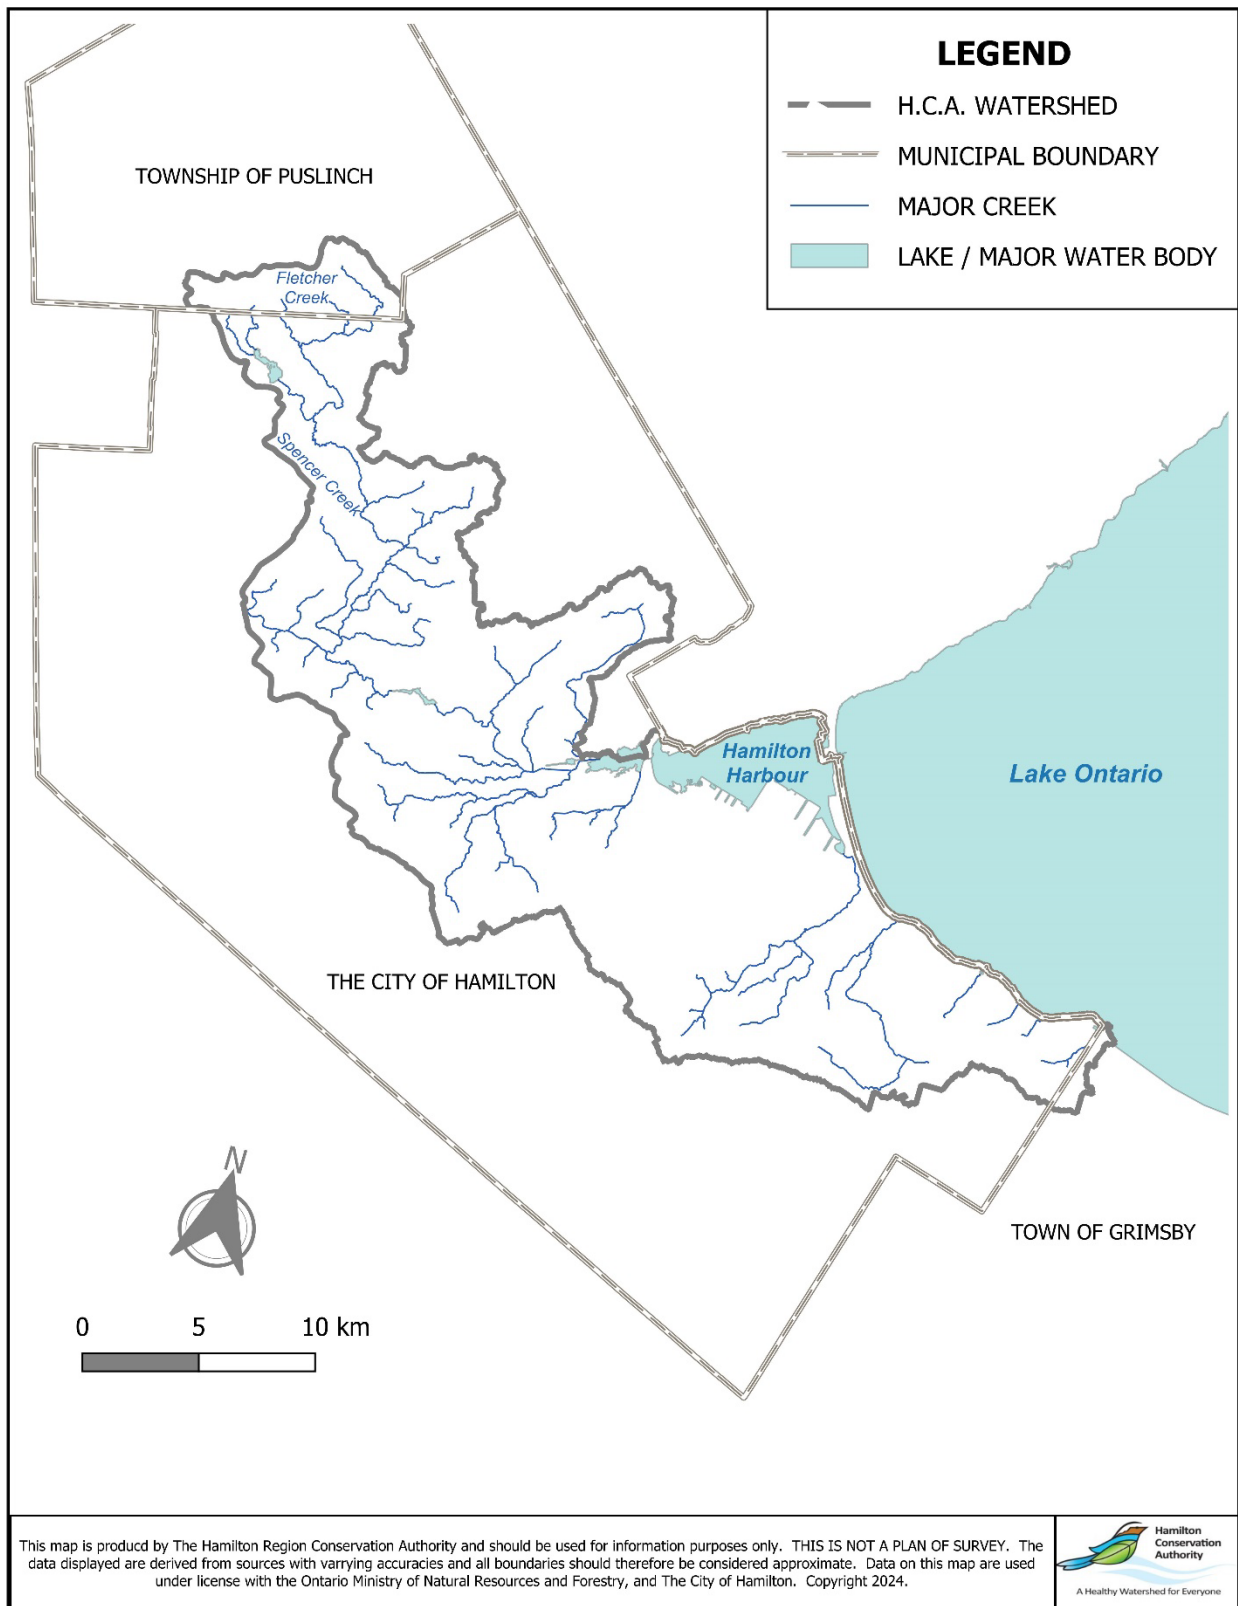 LEGEND
H.C.A. WATERSHED
MUNICIPAL BOUNDARY
MAJOR CREEK
LAKE / MAJOR WATER BODY
TOWNSHIP OF PUSLINCH
Fletcher
Creek
Spencer Creek
Hamilton
Harbour
Lake Ontario
THE CITY OF HAMILTON
TOWN OF GRIMSBY
N
0 5 10 km
This map is produced by The Hamilton Region Conservation Authority and should be used for information purposes only. THIS IS NOT A PLAN OF SURVEY. The
data displayed are derived from sources with varrying accuracies and all boundaries should therefore be considered approximate. Data on this map are used
under license with the Ontario Ministry of Natural Resources and Forestry, and The City of Hamilton. Copyright 2024.
Hamilton
Conservation
Authority
A Healthy Watershed for Everyone